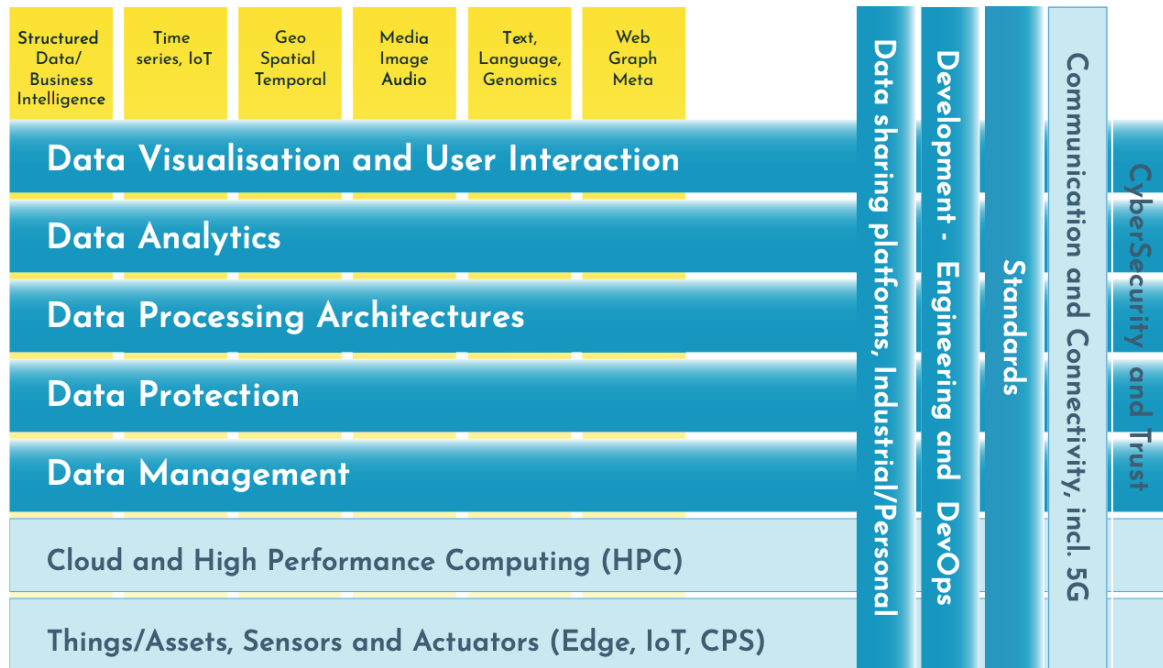 Structured
Data/
Business
Intelligence
Time
series, IoT
Geo
Spatial
Temporal
Media
Image
Audio
Text,
Language,
Genomics
Web
Graph
Meta
Data Visualisation and User Interaction
Data Analytics
Data Processing Architectures
Data Protection
Data Management
Cloud and High Performance Computing (HPC)
Things/Assets, Sensors and Actuators (Edge, IoT, CPS)
Data sharing platforms, Industrial/Personal
Development - Engineering and DevOps
Standards
Communication and Connectivity, incl. 5G
CyberSecurity and Trust